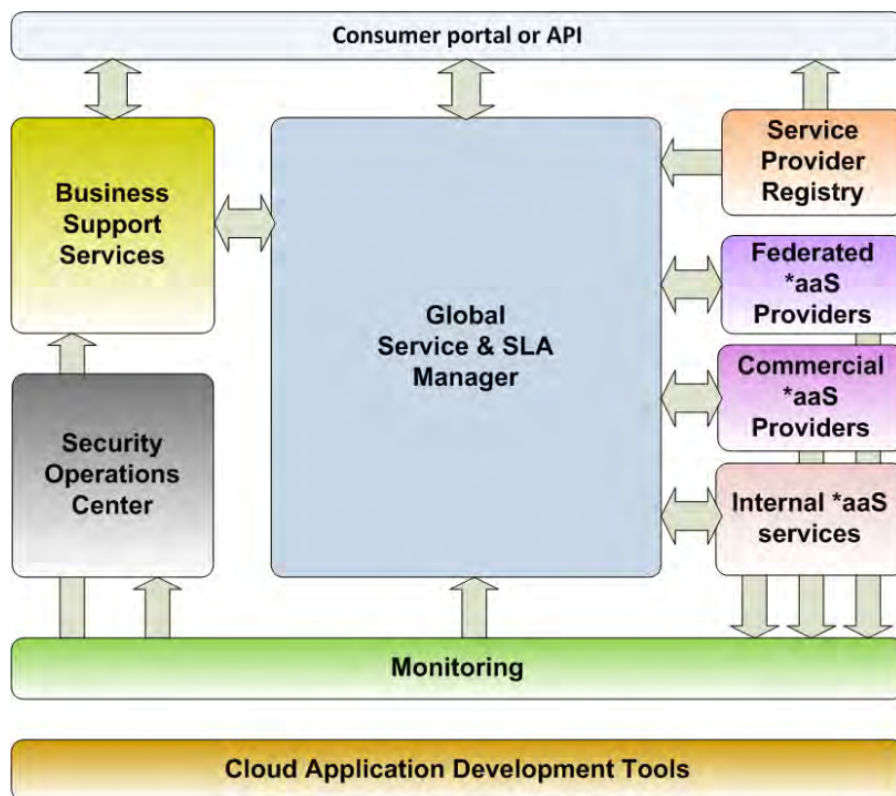 Consumer portal or API
Business
Support
Services
Service
Provider
Registry
Federated
*aaS
Providers
Global
Service & SLA
Manager
Commercial
*aaS
Providers
Security
Operations
Center
Internal *aaS
services
Monitoring
Cloud Application Development Tools